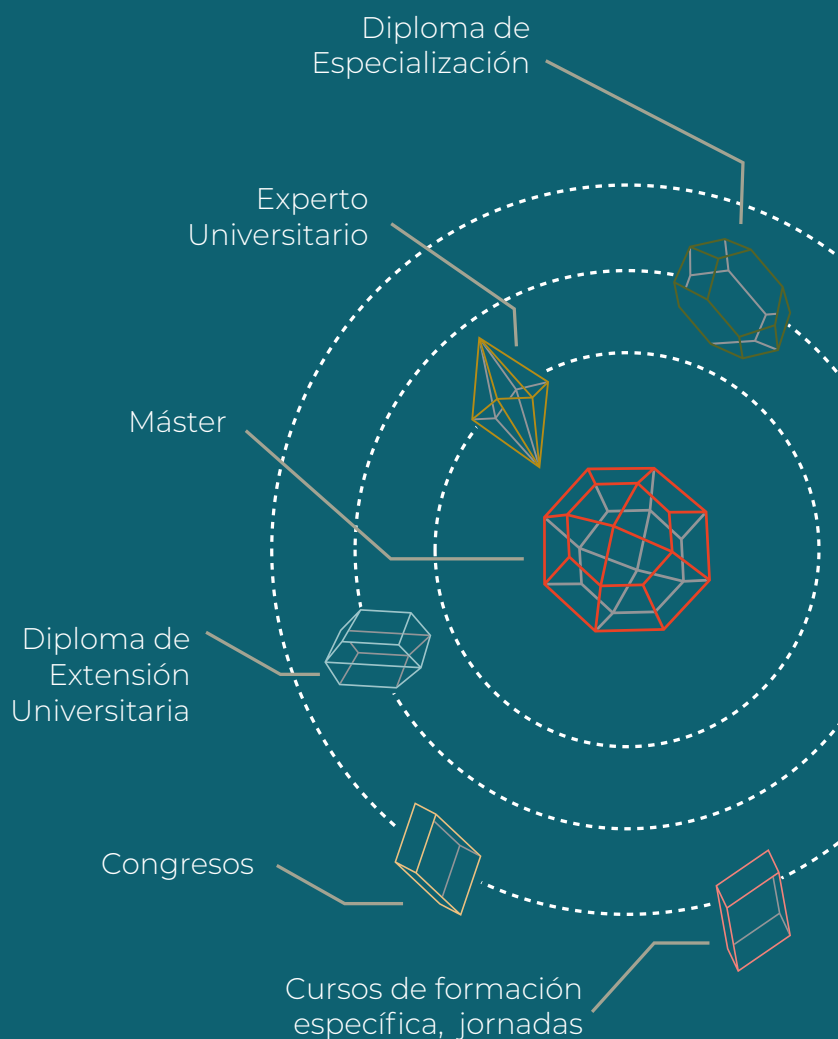 Diploma de
Especialización
Experto
Universitario
Máster
Diploma de
Extensión
Universitaria
Congresos
Cursos de formación
específica, jornadas